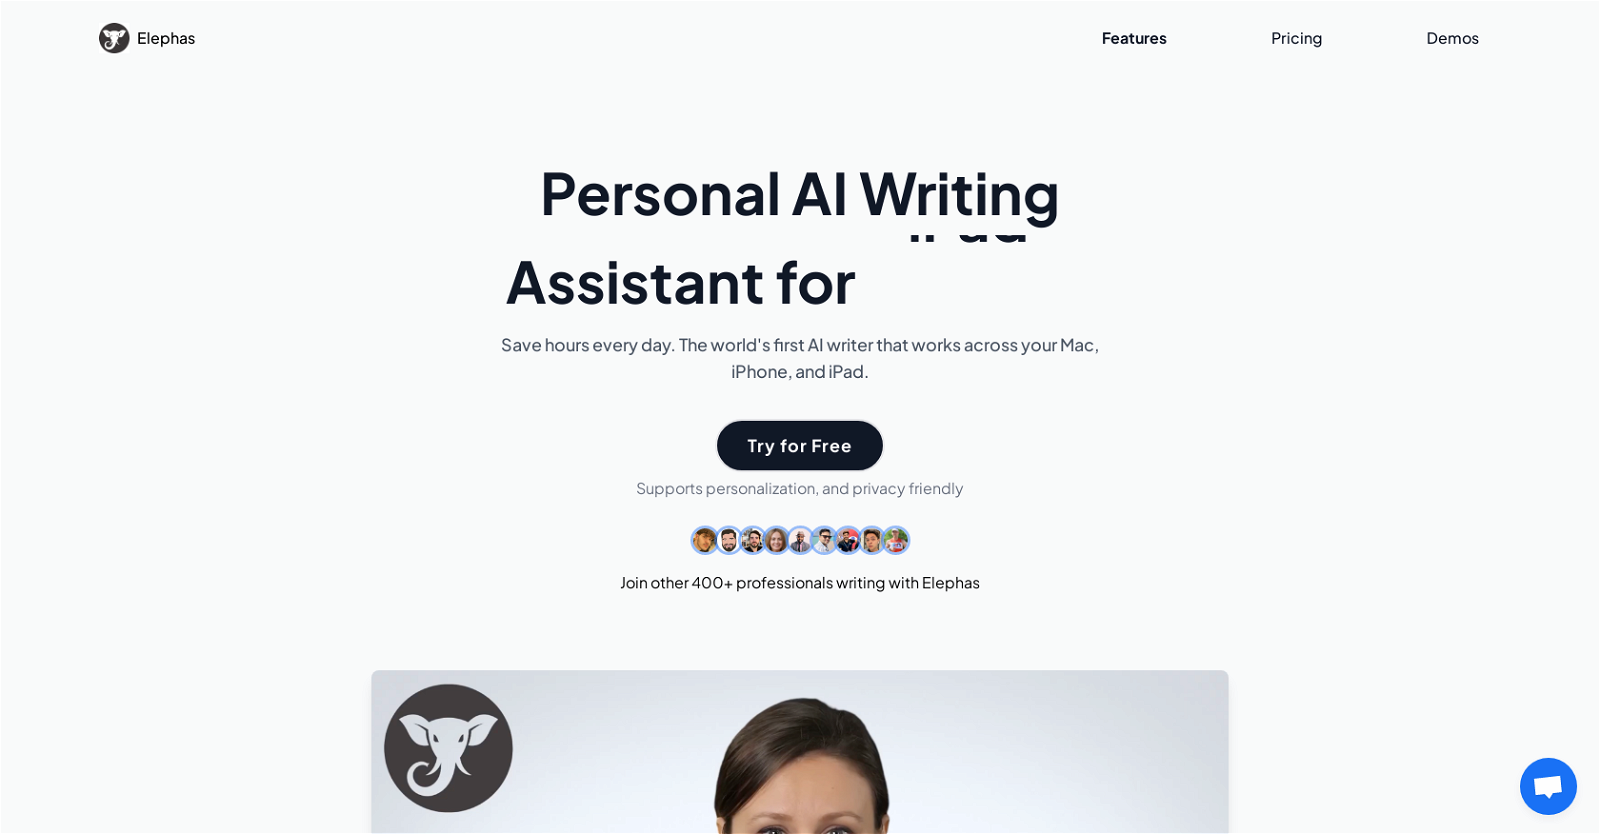 Elephas
Features
Pricing
Demos
Personal AI Writing
iPad
Assistant for
Save hours every day. The world's first AI writer that works across your Mac,
iPhone, and iPad.
Try for Free
Supports personalization, and privacy friendly
Join other 400+ professionals writing with Elephas